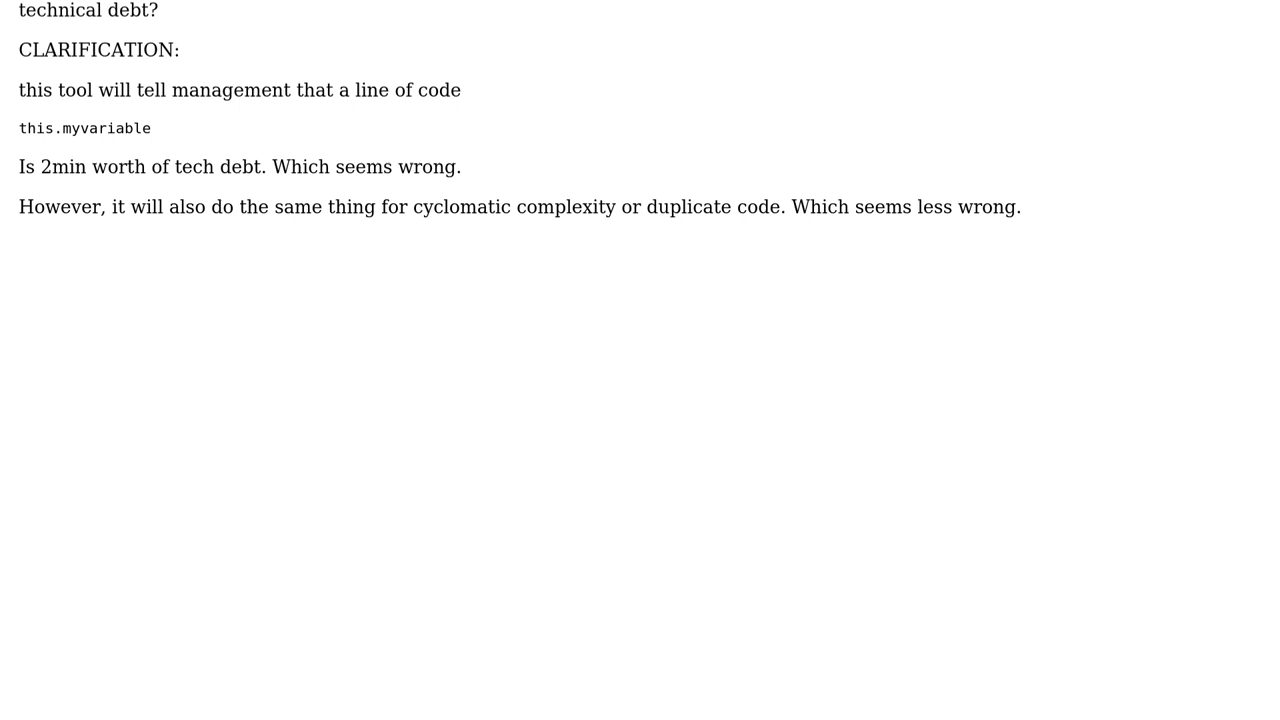 technical debt?
CLARIFICATION:
this tool will tell management that a line of code
this.myvariable
Is 2min worth of tech debt. Which seems wrong.
However, it will also do the same thing for cyclomatic complexity or duplicate code. Which seems less wrong.